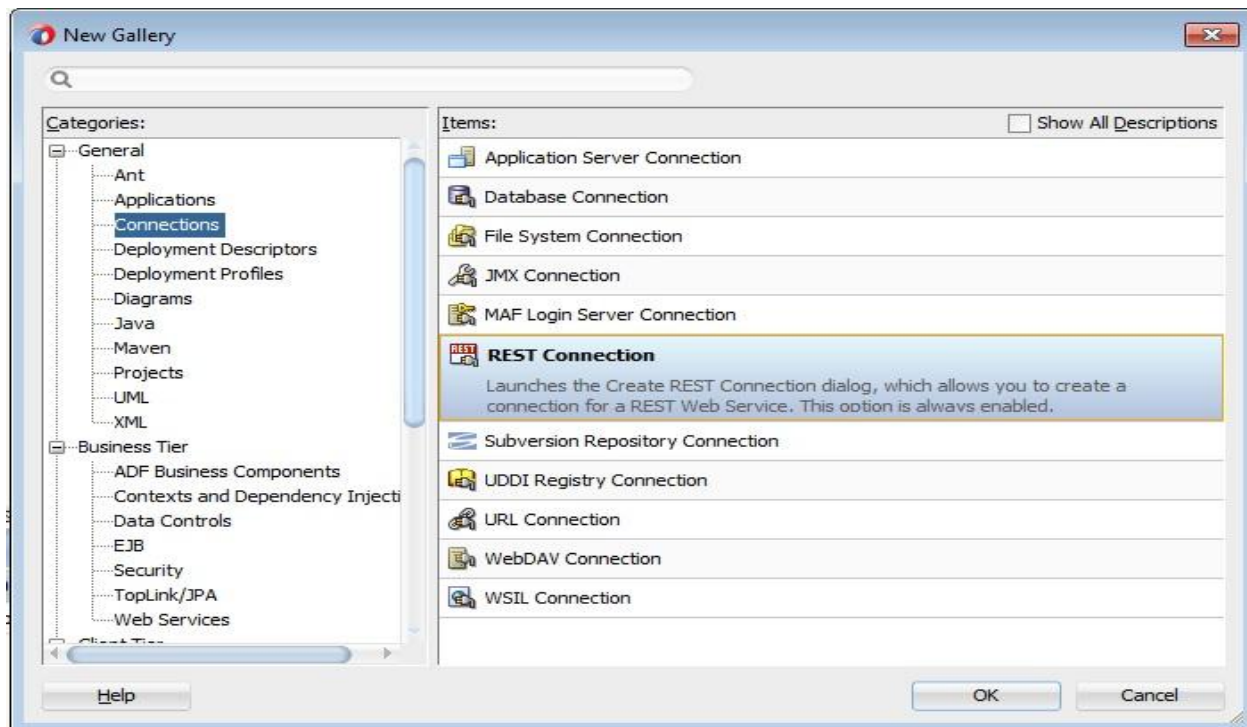 New Gallery
Categories:
General
Ant
Applications
Connections
Deployment Descriptors
Deployment Profiles
Diagrams
Java
Maven
Projects
UML
XML
Business Tier
ADF Business Components
Contexts and Dependency Injecti
Data Controls
EJB
Security
TopLink/JPA
Web Services
Client Tier
Items:
Show All Descriptions
Application Server Connection
Database Connection
File System Connection
JMX Connection
MAF Login Server Connection
REST
REST Connection
Launches the Create REST Connection dialog, which allows you to create a
connection for a REST Web Service. This option is always enabled.
Subversion Repository Connection
UDDI Registry Connection
URL Connection
WebDAV Connection
WSIL Connection
Help
OK
Cancel